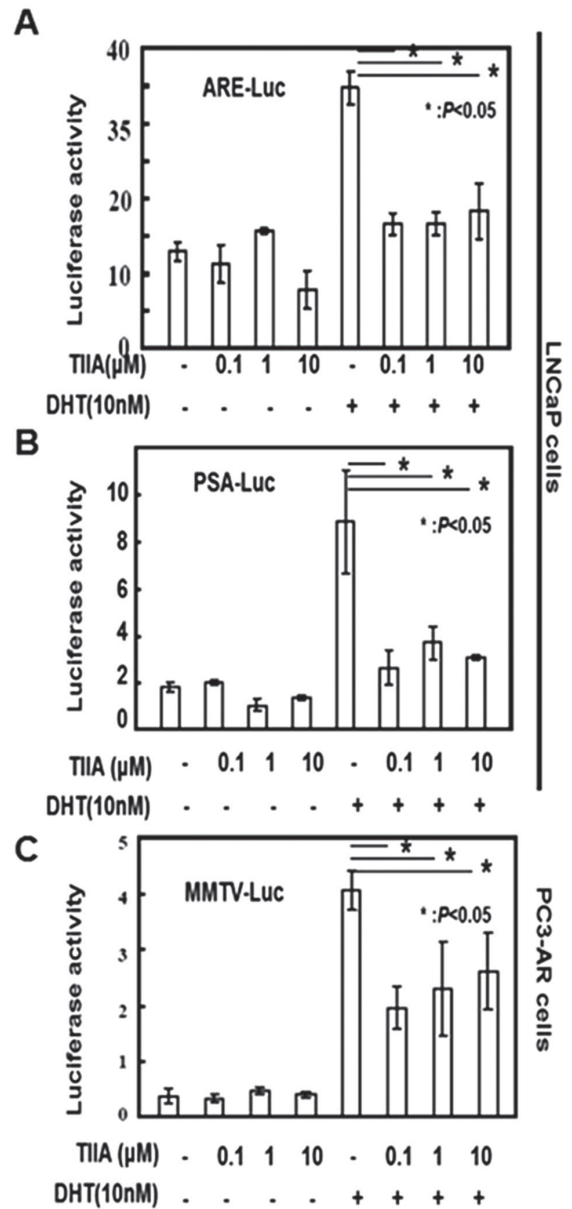 A
ARE-Luc
* * *
* :P<0.05
Luciferase activity
40
35
20
10
0
TIIA(µM) - 0.1 1 10 - 0.1 1 10
DHT(10nM) - - - - + + + +
LNCaP cells
B
PSA-Luc
* * *
* :P<0.05
Luciferase activity
10
8
6
4
2
0
TIIA (µM) - 0.1 1 10 - 0.1 1 10
DHT(10nM) - - - - + + + +
C
MMTV-Luc
* * *
* :P<0.05
Luciferase activity
5
4
3
2
1
0
TIIA (µM) - 0.1 1 10 - 0.1 1 10
DHT(10nM) - - - - + + + +
PC3-AR cells